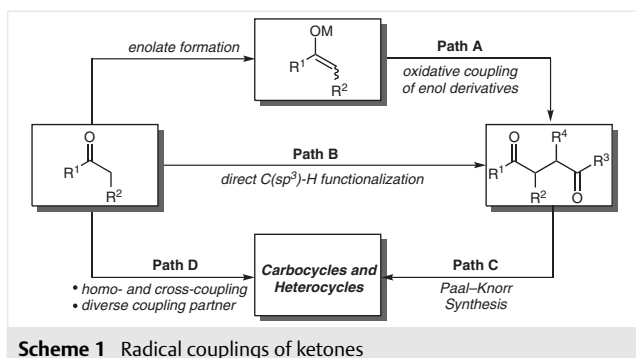 enolate formation
OM
R1
R2
Path A
oxidative coupling
of enol derivatives
O
R1
R2
Path B
direct C(sp3)-H functionalization
O
R4
R1
R3
R2
O
Path D
• homo- and cross-coupling
• diverse coupling partner
Carbocycles and
Heterocycles
Path C
Paal–Knorr
Synthesis
Scheme 1 Radical couplings of ketones